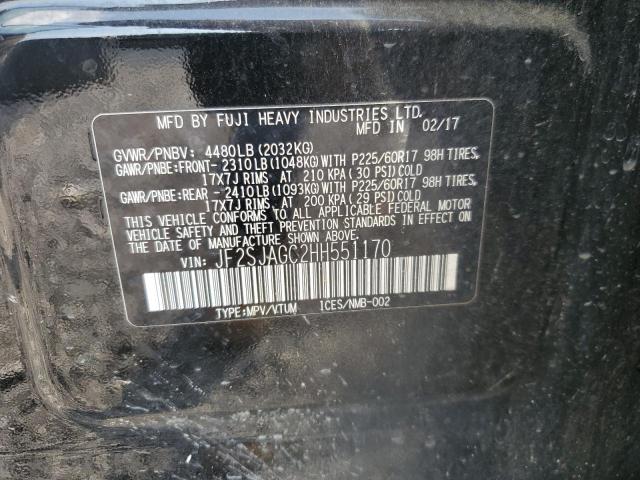 MFD BY FUJI HEAVY INDUSTRIES LTD.
MFD IN 02/17
GVWR/PNBV: 4480LB(2032KG)
GAWR/PNBE:FRONT-2310LB(1048KG)WITH P225/60R17 98H TIRES,
17X7J RIMS AT 210 KPA(30 PSI)COLD
GAWR/PNBE:REAR -2410LB(1093KG)WITH P225/60R17 98H TIRES,
17X7J RIMS AT 200 KPA(29 PSI)COLD
THIS VEHICLE CONFORMS TO ALL APPLICABLE FEDERAL MOTOR
VEHICLE SAFETY AND THEFT PREVENTION STANDARDS IN EFFECT ON
THE DATE OF MANUFACTURE SHOWN ABOVE.
VIN: JF2SJAGC2HH551170
TYPE:MPV/VTUM ICES/NMB-002